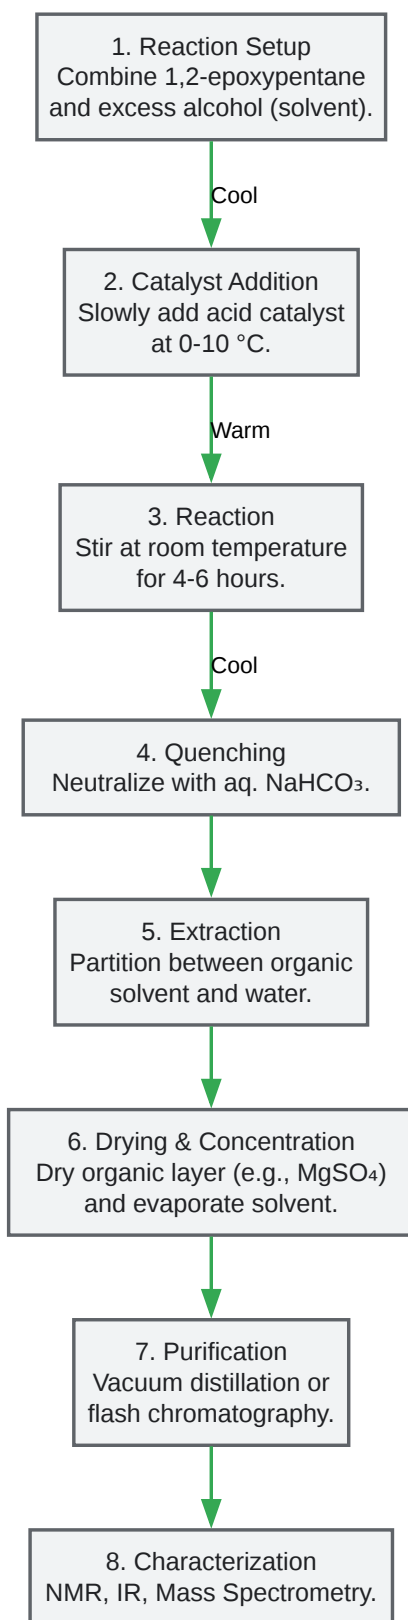 1. Reaction Setup
Combine 1,2-epoxypentane
and excess alcohol (solvent).
Cool
2. Catalyst Addition
Slowly add acid catalyst
at 0-10 °C.
Warm
3. Reaction
Stir at room temperature
for 4-6 hours.
Cool
4. Quenching
Neutralize with aq. NaHCO₃.
5. Extraction
Partition between organic
solvent and water.
6. Drying & Concentration
Dry organic layer (e.g., MgSO₄)
and evaporate solvent.
7. Purification
Vacuum distillation or
flash chromatography.
8. Characterization
NMR, IR, Mass Spectrometry.